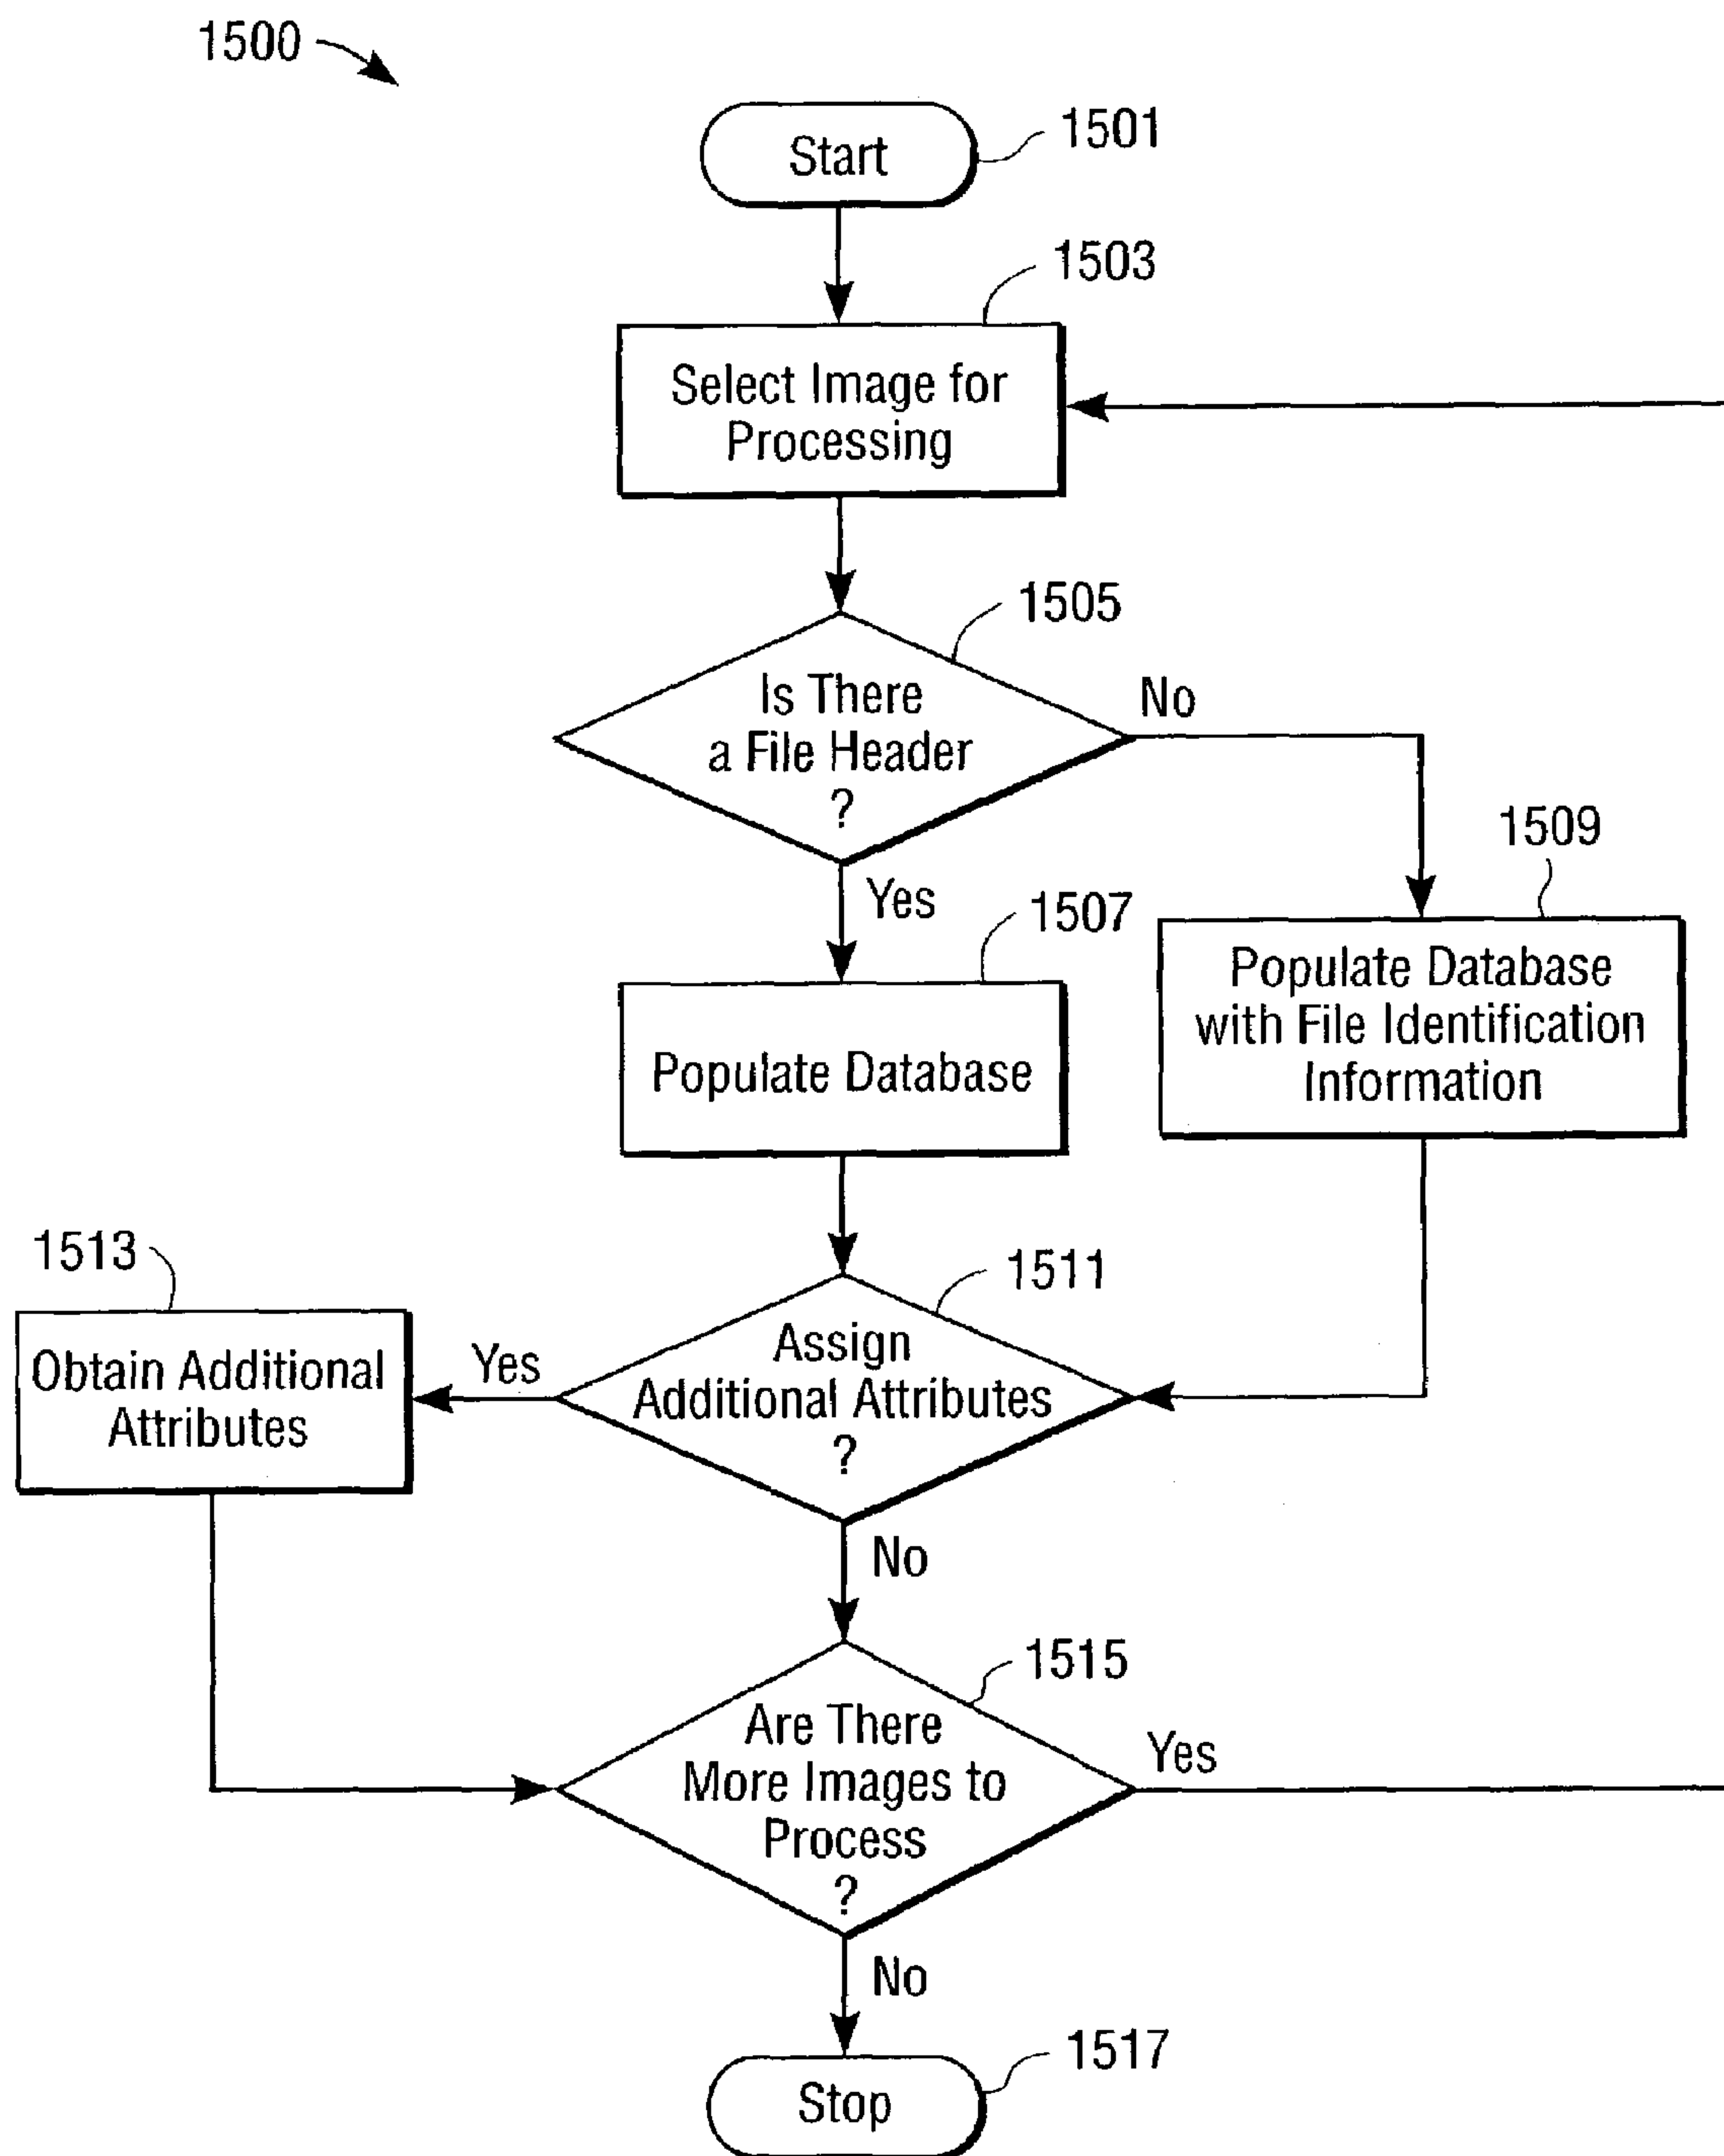 1500
Start
1501
1503
Select Image for
Processing
1505
Is There
a File Header
?
No
Yes
1507
1509
Populate Database
Populate Database
with File Identification
Information
1513
1511
Obtain Additional
Attributes
Yes
Assign
Additional Attributes
?
No
1515
Are There
More Images to
Process
?
Yes
No
1517
Stop